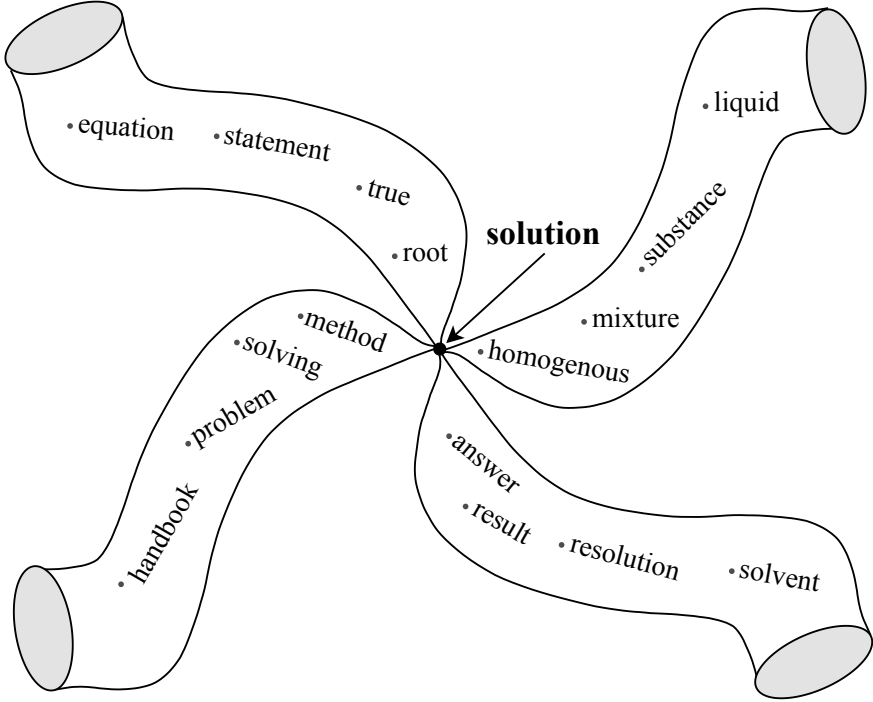 equation
statement
true
root
solution
liquid
substance
mixture
homogenous
method
solving
problem
handbook
answer
result
resolution
solvent